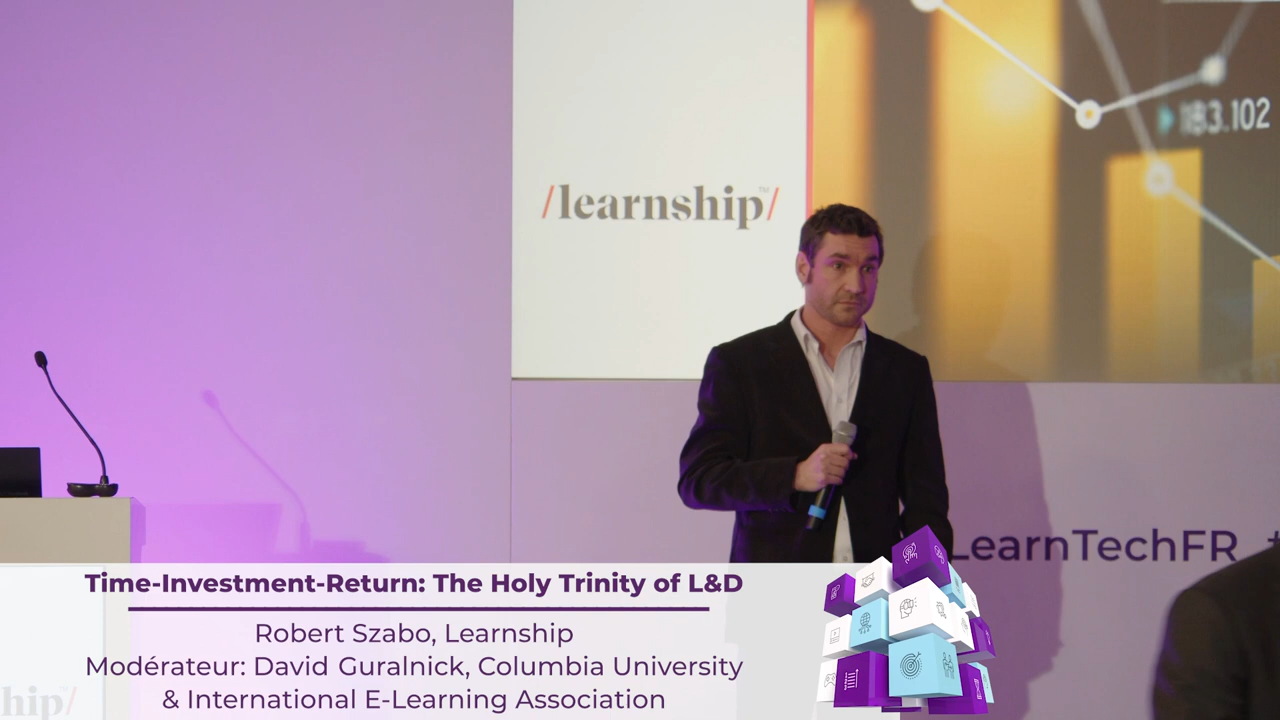 /learnship/™
183.102
LearnTechFR #
Time-Investment-Return: The Holy Trinity of L&D
Robert Szabo, Learnship
Modérateur: David Guralnick, Columbia University
& International E-Learning Association
hip/